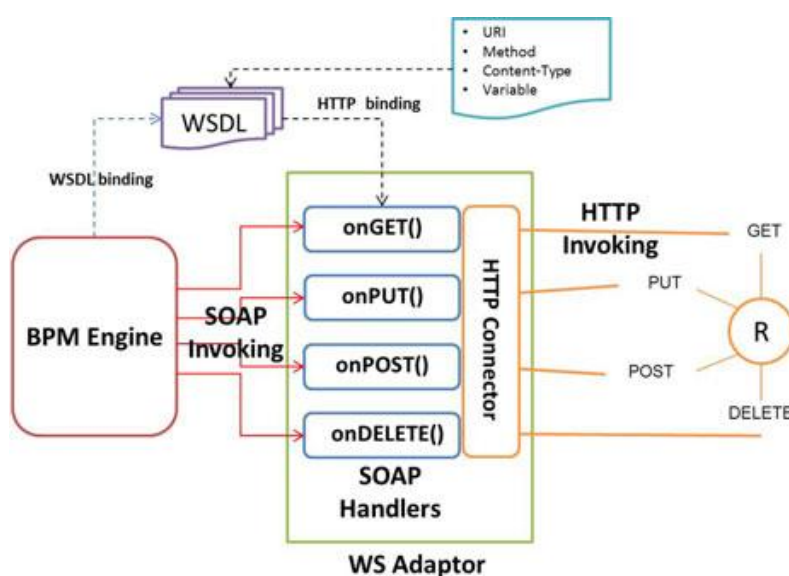 • URI
• Method
• Content-Type
• Variable
HTTP binding
WSDL
WSDL binding
onGET()
HTTP
Invoking
GET
PUT
onPUT()
SOAP
Invoking
BPM Engine
HTTP Connector
R
onPOST()
POST
DELETE
onDELETE()
SOAP
Handlers
WS Adaptor